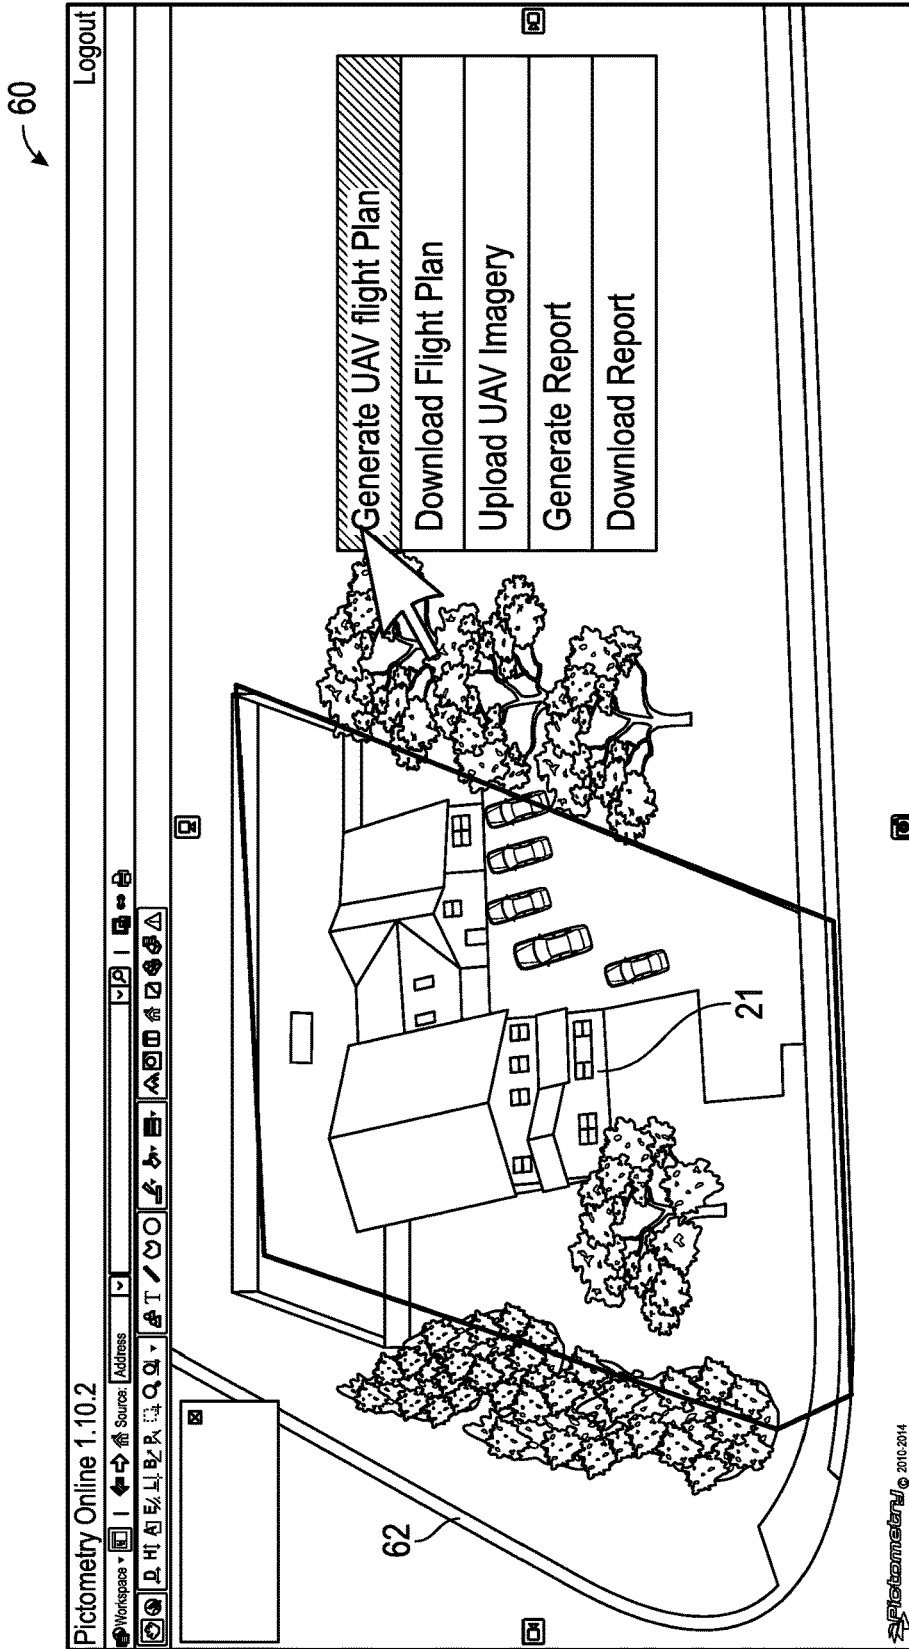 60
Pictometry Online 1.10.2
Logout
Workspace
Source:
Address
T
Generate UAV flight Plan
Download Flight Plan
Upload UAV Imagery
Generate Report
Download Report
21
62
Pictometry © 2010-2014